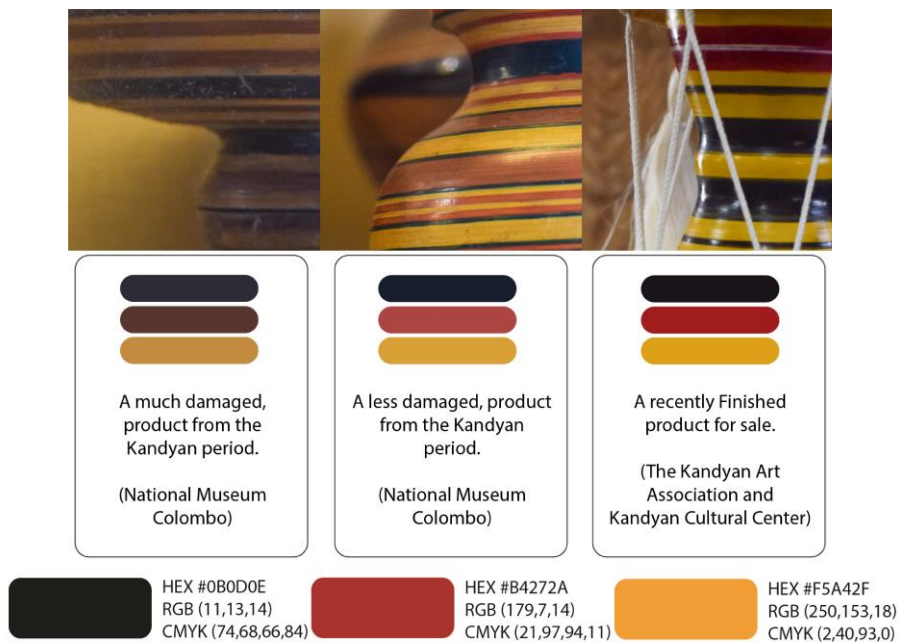 A much damaged,
product from the
Kandyan period.
(National Museum
Colombo)
A less damaged, product
from the Kandyan
period.
(National Museum
Colombo)
A recently Finished
product for sale.
(The Kandyan Art
Association and
Kandyan Cultural Center)
HEX #0B0D0E
RGB (11,13,14)
CMYK (74,68,66,84)
HEX #B4272A
RGB (179,7,14)
CMYK (21,97,94,11)
HEX #F5A42F
RGB (250,153,18)
CMYK (2,40,93,0)